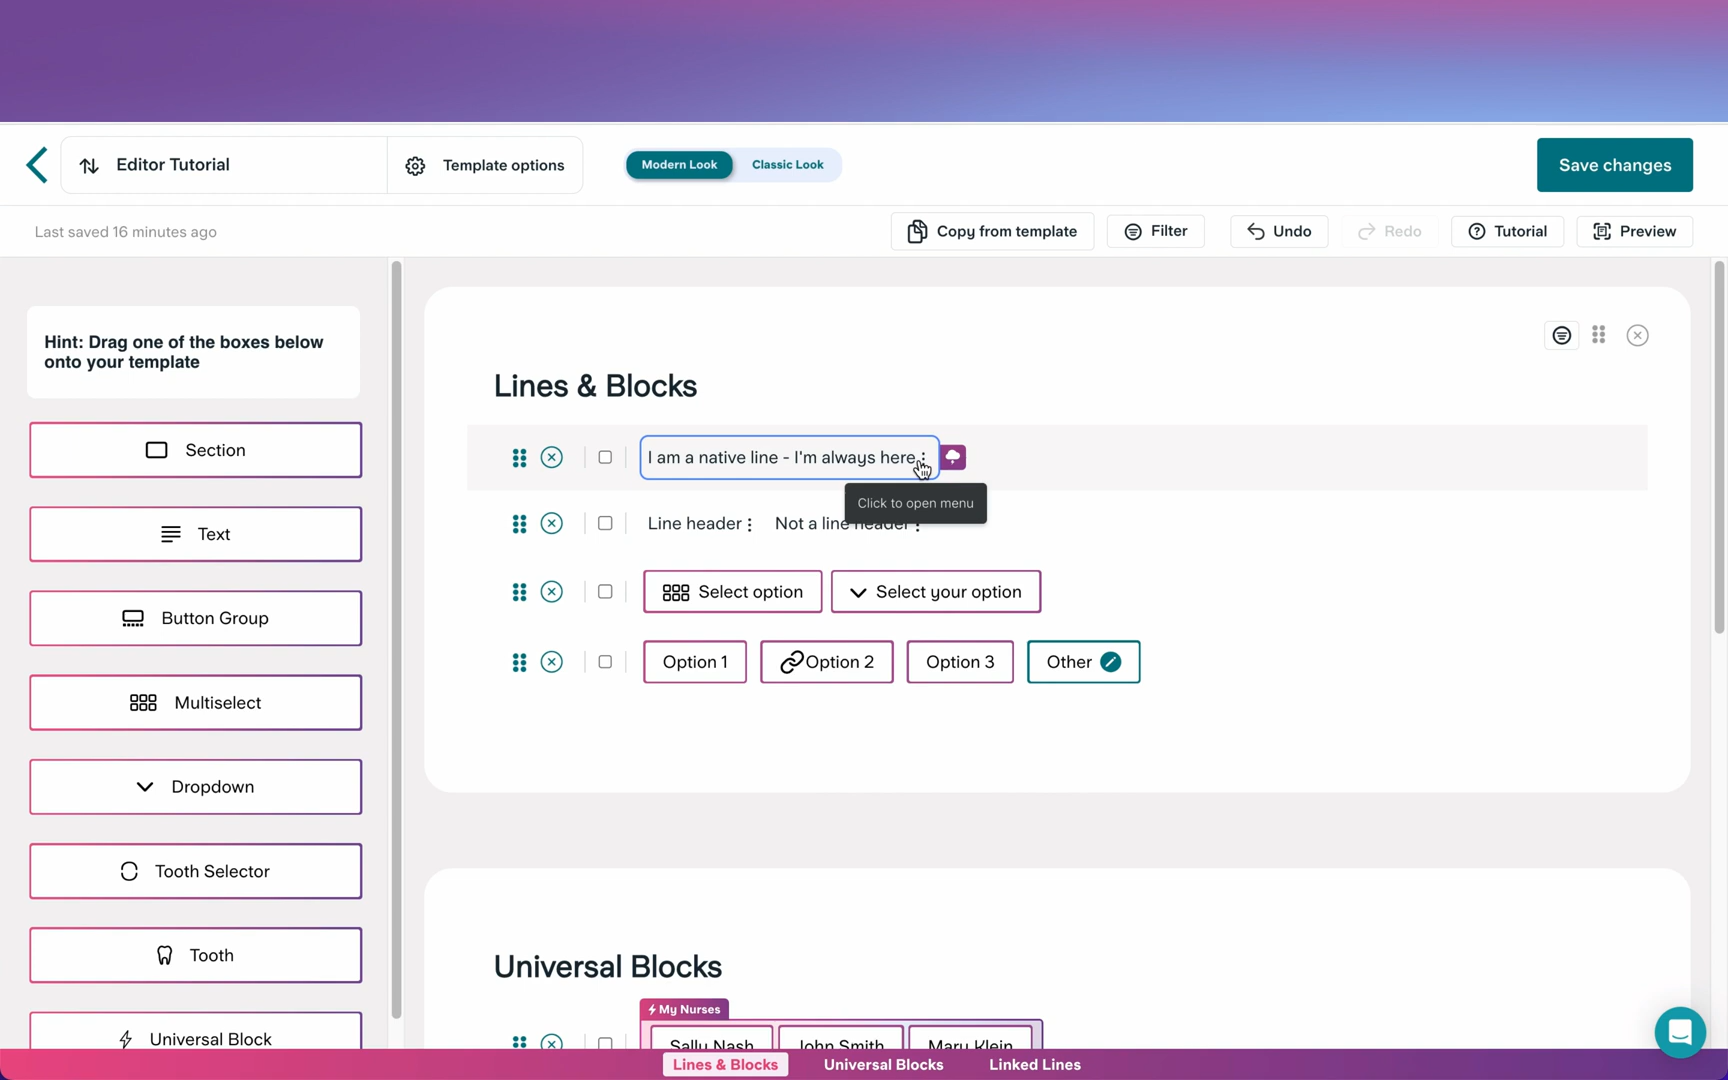 Editor Tutorial
Template options
Modern Look
Classic Look
Save changes
Last saved 16 minutes ago
Copy from template
Filter
Undo
Redo
Tutorial
Preview
Hint: Drag one of the boxes below
onto your template
Section
Text
Button Group
Multiselect
Dropdown
Tooth Selector
Tooth
Universal Block
Lines & Blocks
I am a native line - I'm always here
Click to open menu
Line header
Not a line header
Select option
Select your option
Option 1
Option 2
Option 3
Other
Universal Blocks
My Nurses
Sally Nash
John Smith
Mary Klein
Lines & Blocks
Universal Blocks
Linked Lines